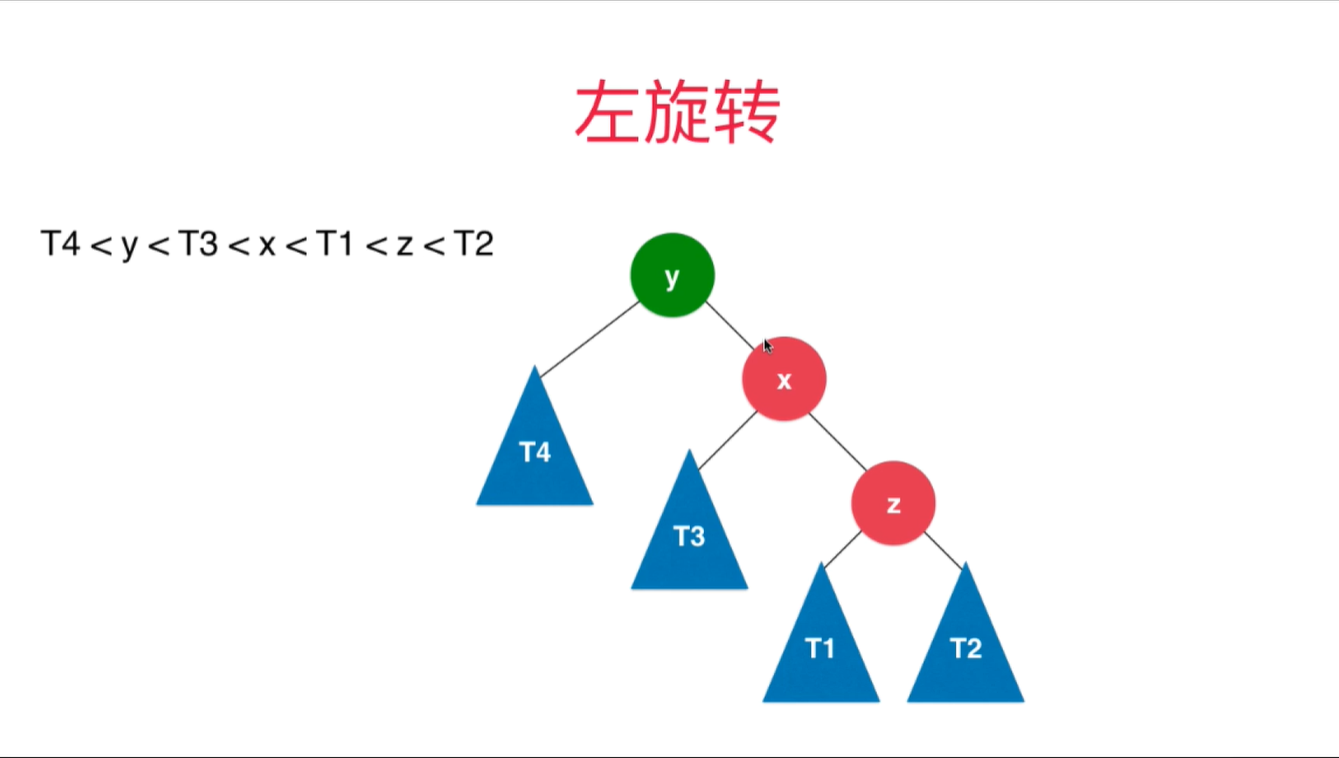 左旋转
T4 < y < T3 < x < T1 < z < T2
y
x
T4
z
T3
T1
T2